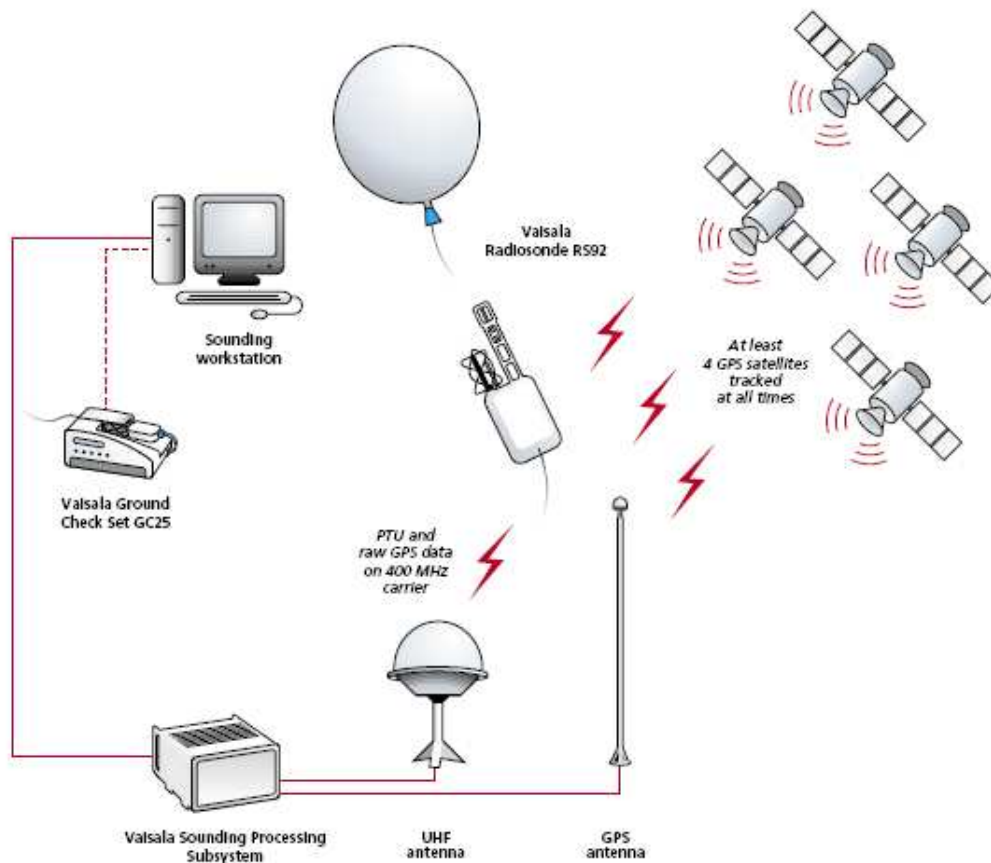 Vaisala
Radiosonde RS92
Sounding
workstation
At least
4 GPS satellites
tracked
at all times
Vaisala Ground
Check Set GC25
PTU and
raw GPS data
on 400 MHz
carrier
Vaisala Sounding Processing
Subsystem
UHF
antenna
GPS
antenna